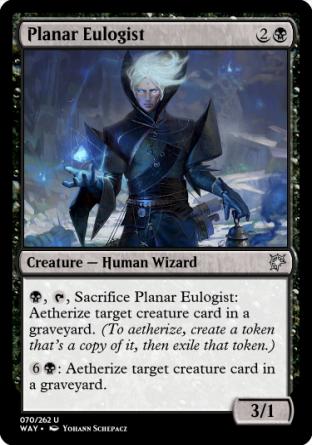 Planar Eulogist 2
Creature — Human Wizard
, , Sacrifice Planar Eulogist:
Aetherize target creature card in a
graveyard. (To aetherize, create a token
that's a copy of it, then exile that token.)
6 : Aetherize target creature card in
a graveyard.
070/262 U
WAY • Yohann Schepacz
3/1